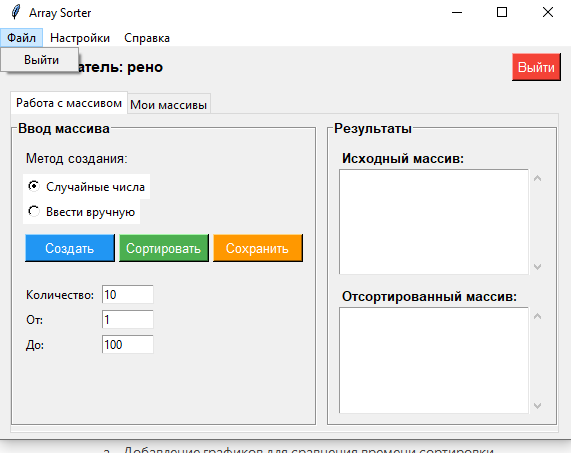 Array Sorter
Файл Настройки Справка
Выйти
атель: рено
Выйти
Работа с массивом Мои массивы
Ввод массива
Метод создания:
Случайные числа
Ввести вручную
Создать Сортировать Сохранить
Количество: 10
От: 1
До: 100
Результаты
Исходный массив:
Отсортированный массив:
Добавление графиков для сравнения времени сортировки